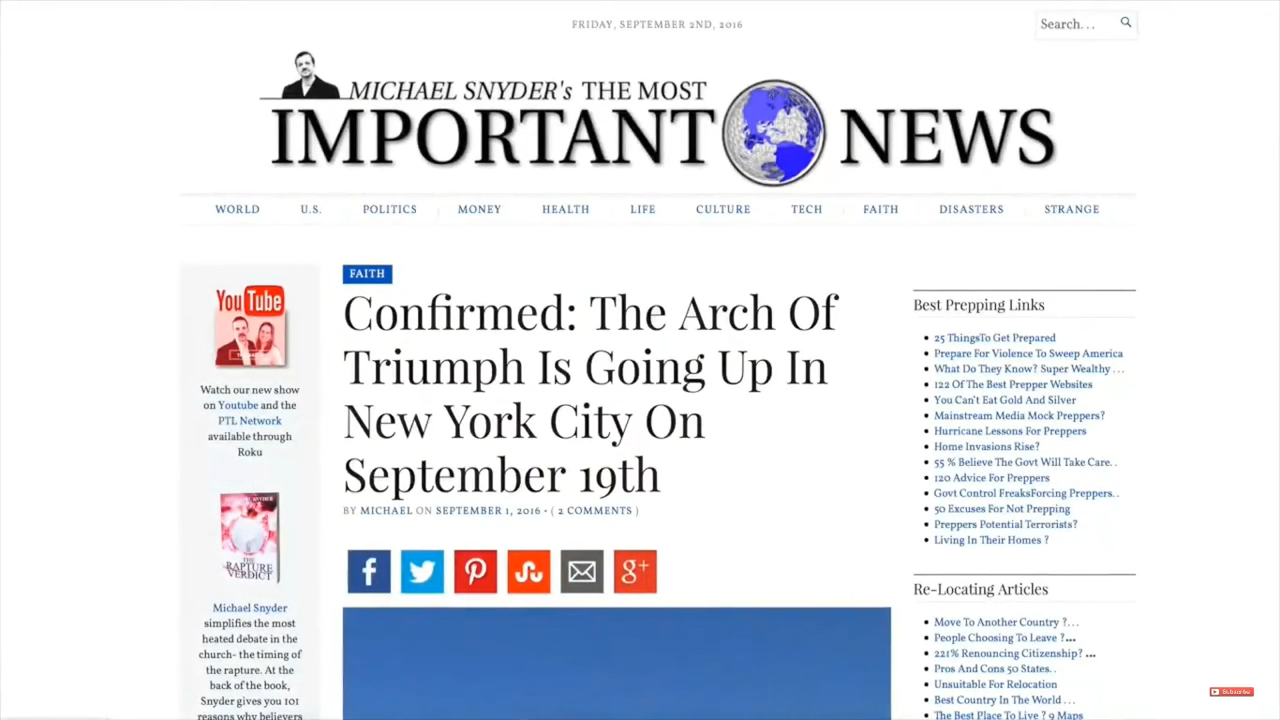 FRIDAY, SEPTEMBER 2ND, 2016
Search...
MICHAEL SNYDER's THE MOST
IMPORTANT NEWS
WORLD U.S. POLITICS MONEY HEALTH LIFE CULTURE TECH FAITH DISASTERS STRANGE
You Tube
Watch our new show
on Youtube and the
PTL Network
available through
Roku
THE
RAPTURE
VERDICT
Michael Snyder
simplifies the most
heated debate in the
church- the timing of
the rapture. At the
back of the book,
Snyder gives you 101
reasons why believers
FAITH
Confirmed: The Arch Of
Triumph Is Going Up In
New York City On
September 19th
BY MICHAEL ON SEPTEMBER 1, 2016 • ( 2 COMMENTS )
f
g+
Best Prepping Links
25 ThingsTo Get Prepared
Prepare For Violence To Sweep America
What Do They Know? Super Wealthy . . .
122 Of The Best Prepper Websites
You Can't Eat Gold And Silver
Mainstream Media Mock Preppers?
Hurricane Lessons For Preppers
Home Invasions Rise?
55 % Believe The Govt Will Take Care. .
120 Advice For Preppers
Govt Control FreaksForcing Preppers. .
50 Excuses For Not Prepping
Preppers Potential Terrorists?
Living In Their Homes ?
Re-Locating Articles
Move To Another Country ?. . .
People Choosing To Leave ?...
221% Renouncing Citizenship? ...
Pros And Cons 50 States. .
Unsuitable For Relocation
Best Country In The World . . .
The Best Place To Live ? 9 Maps
Subscribe